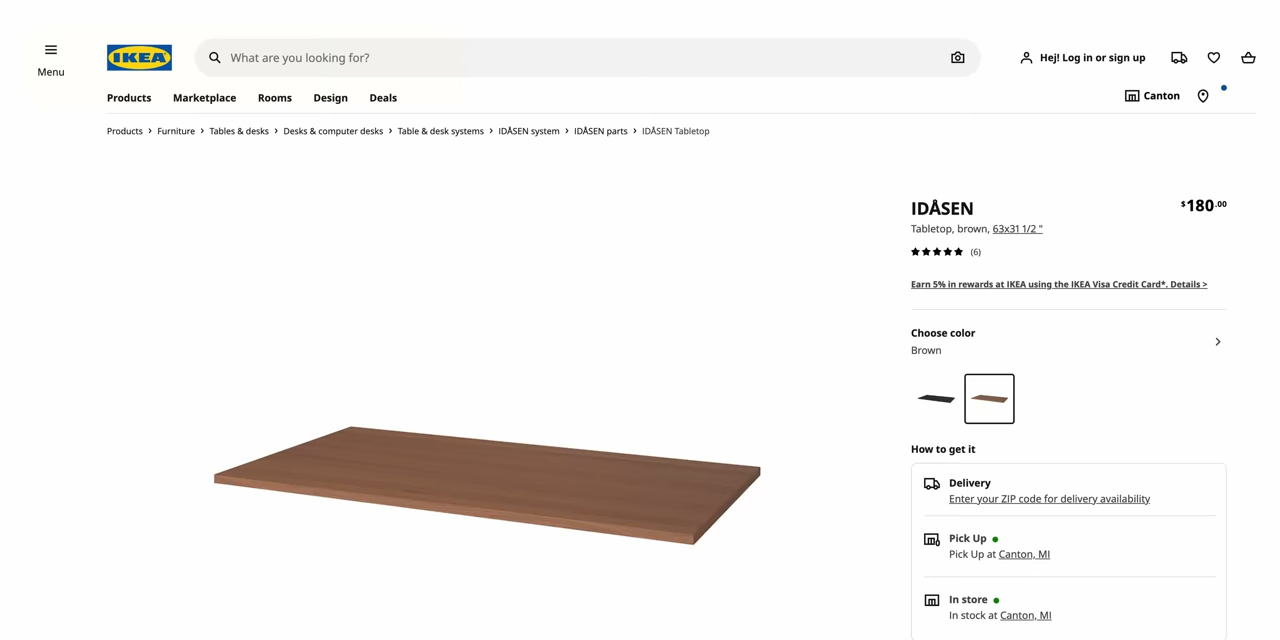 Menu
IKEA
What are you looking for?
Hej! Log in or sign up
Products Marketplace Rooms Design Deals
Canton
Products › Furniture › Tables & desks › Desks & computer desks › Table & desk systems › IDÅSEN system › IDÅSEN parts › IDÅSEN Tabletop
IDÅSEN
$180.00
Tabletop, brown, 63x31 1/2 "
(6)
Earn 5% in rewards at IKEA using the IKEA Visa Credit Card*. Details >
Choose color
Brown
How to get it
Delivery
Enter your ZIP code for delivery availability
Pick Up
Pick Up at Canton, MI
In store
In stock at Canton, MI